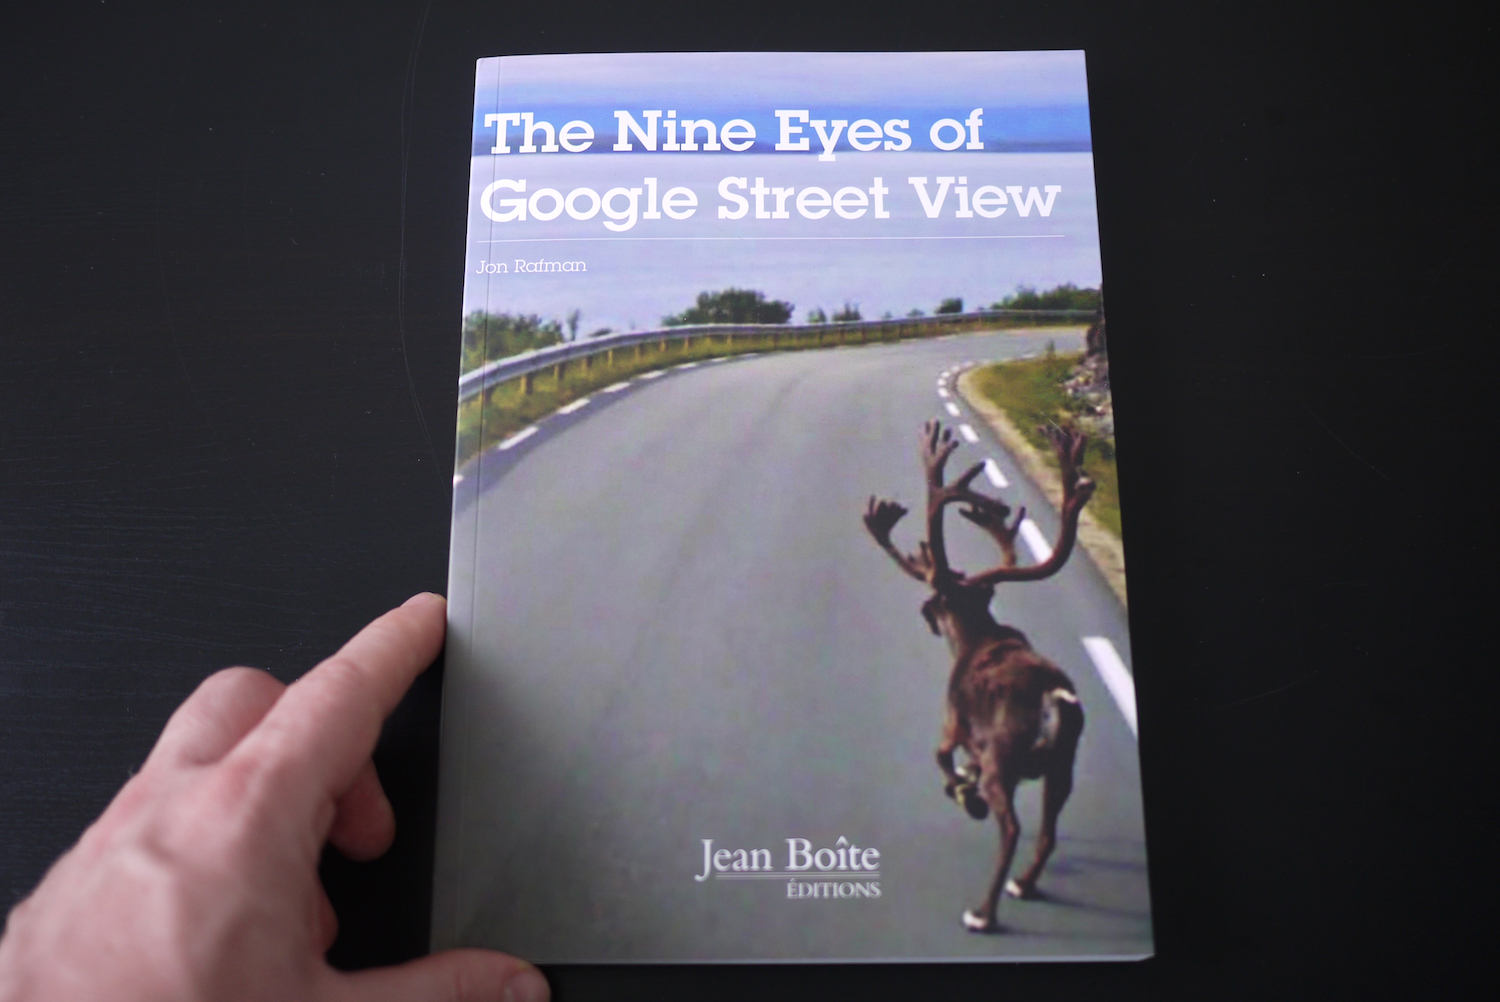 The Nine Eyes of
Google Street View
Jon Rafman
Jean Boîte
ÉDITIONS